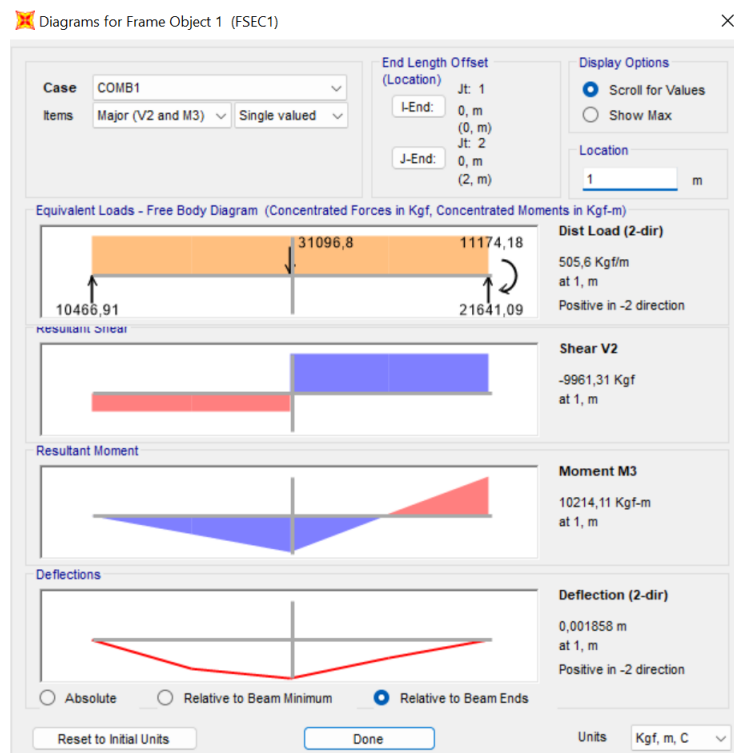 Diagrams for Frame Object 1 (FSEC1)
Case COMB1
Items Major (V2 and M3) Single valued
End Length Offset
(Location)
I-End:
Jt: 1
0, m
(0, m)
J-End:
Jt: 2
0, m
(2, m)
Display Options
Scroll for Values
Show Max
Location
1 m
Equivalent Loads - Free Body Diagram (Concentrated Forces in Kgf, Concentrated Moments in Kgf-m)
31096,8
11174,18
10466,91
21641,09
Dist Load (2-dir)
505,6 Kgf/m
at 1, m
Positive in -2 direction
Resultant Shear
Shear V2
-9961,31 Kgf
at 1, m
Resultant Moment
Moment M3
10214,11 Kgf-m
at 1, m
Deflections
Deflection (2-dir)
0,001858 m
at 1, m
Positive in -2 direction
Absolute
Relative to Beam Minimum
Relative to Beam Ends
Reset to Initial Units
Done
Units Kgf, m, C